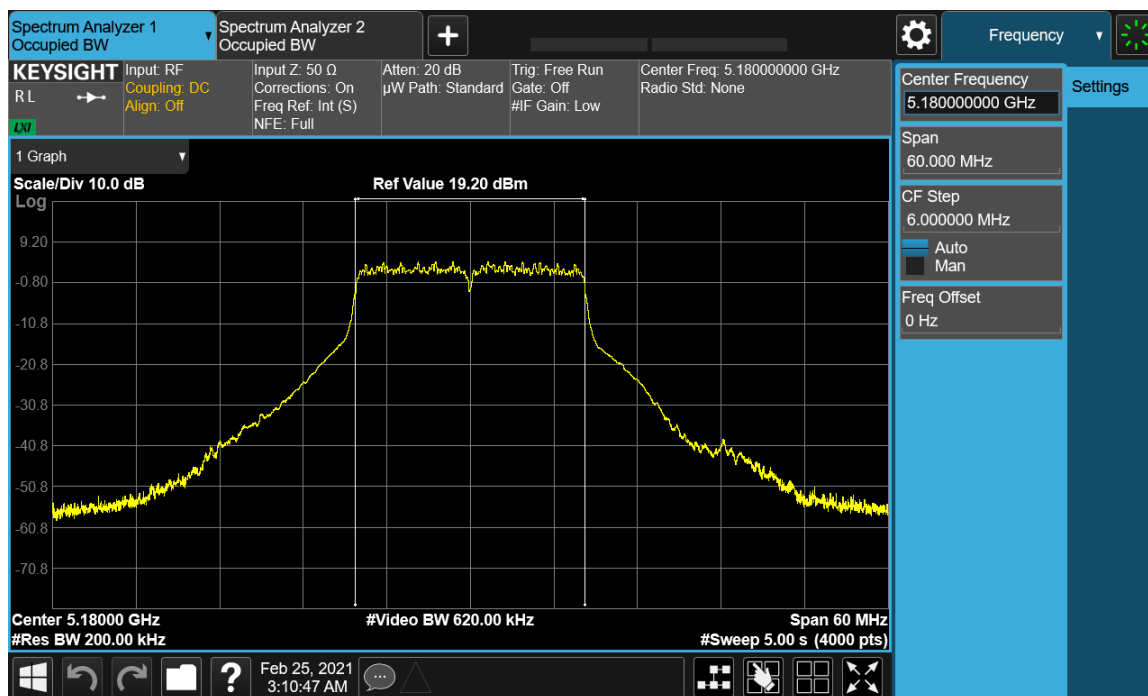 Spectrum Analyzer 1
Occupied BW
Spectrum Analyzer 2
Occupied BW
Frequency
KEYSIGHT
RL
LXI
Input: RF
Coupling: DC
Align: Off
Input Z: 50 Ω
Corrections: On
Freq Ref: Int (S)
NFE: Full
Atten: 20 dB
µW Path: Standard
Trig: Free Run
Gate: Off
#IF Gain: Low
Center Freq: 5.180000000 GHz
Radio Std: None
Center Frequency
5.180000000 GHz
Settings
Span
60.000 MHz
CF Step
6.000000 MHz
Auto
Man
Freq Offset
0 Hz
1 Graph
Scale/Div 10.0 dB
Ref Value 19.20 dBm
Log
9.20
-0.80
-10.8
-20.8
-30.8
-40.8
-50.8
-60.8
-70.8
Center 5.18000 GHz
#Video BW 620.00 kHz
Span 60 MHz
#Res BW 200.00 kHz
#Sweep 5.00 s (4000 pts)
?
Feb 25, 2021
3:10:47 AM